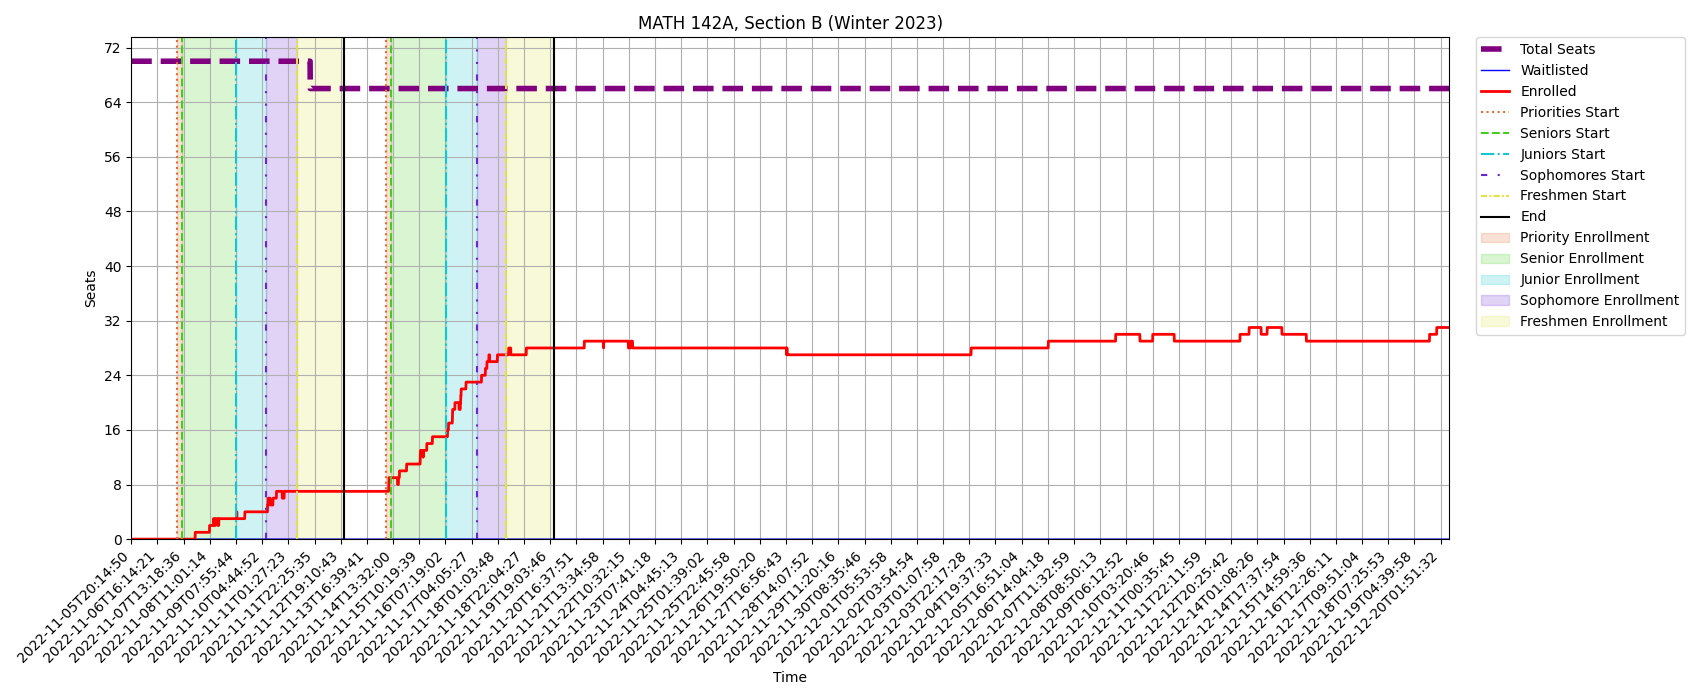 MATH 142A, Section B (Winter 2023)
72
64
56
48
40
32
24
16
8
0
Seats
2022-11-05T20:14:50
2022-11-06T16:14:21
2022-11-07T13:18:36
2022-11-08T11:01:14
2022-11-09T07:55:44
2022-11-10T04:44:52
2022-11-11T01:27:23
2022-11-11T22:25:35
2022-11-12T19:10:43
2022-11-13T16:39:41
2022-11-14T13:32:00
2022-11-15T10:19:39
2022-11-16T07:19:02
2022-11-17T04:05:27
2022-11-18T01:03:48
2022-11-18T22:04:27
2022-11-19T19:03:46
2022-11-20T16:37:51
2022-11-21T13:34:58
2022-11-22T10:32:15
2022-11-23T07:41:18
2022-11-24T04:45:13
2022-11-25T01:39:02
2022-11-25T22:45:58
2022-11-26T19:50:20
2022-11-27T16:56:43
2022-11-28T14:07:52
2022-11-29T11:20:16
2022-11-30T08:35:46
2022-12-01T05:53:58
2022-12-02T03:54:54
2022-12-03T01:07:58
2022-12-03T22:17:28
2022-12-04T19:37:33
2022-12-05T16:51:04
2022-12-06T14:04:18
2022-12-07T11:32:59
2022-12-08T08:50:13
2022-12-09T06:12:52
2022-12-10T03:20:46
2022-12-11T00:35:45
2022-12-11T22:11:59
2022-12-12T20:25:42
2022-12-14T01:08:26
2022-12-14T17:37:54
2022-12-15T14:59:36
2022-12-16T12:26:11
2022-12-17T09:51:04
2022-12-18T07:25:53
2022-12-19T04:39:58
2022-12-20T01:51:32
Time
Total Seats
Waitlisted
Enrolled
Priorities Start
Seniors Start
Juniors Start
Sophomores Start
Freshmen Start
End
Priority Enrollment
Senior Enrollment
Junior Enrollment
Sophomore Enrollment
Freshmen Enrollment